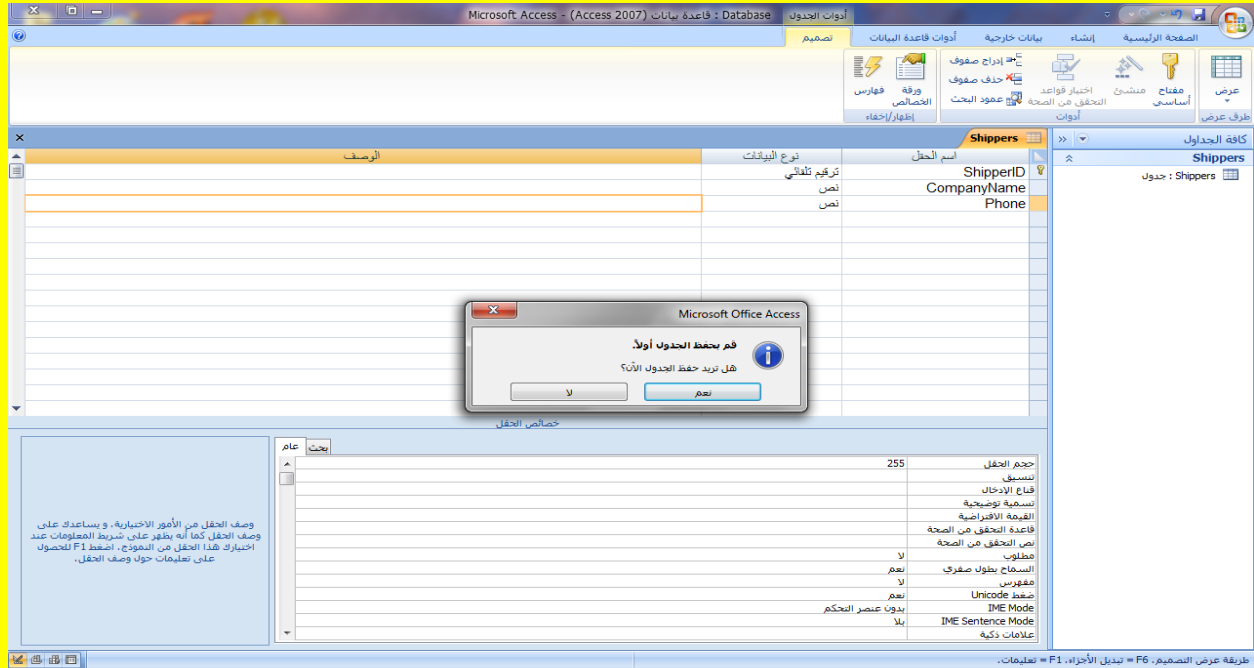 أدوات الجدول
Database : قاعدة بيانات (Access 2007) - Microsoft Access
الصفحة الرئيسية
إنشاء
بيانات خارجية
أدوات قاعدة البيانات
تصميم
عرض
مفتاح أساسي
منشئ
اختبار قواعد التحقق من الصحة
إدراج صفوف
حذف صفوف
عمود البحث
ورقة الخصائص
فهارس
طرق عرض
أدوات
إظهار/إخفاء
كافة الجداول
Shippers
Shippers : جدول
Shippers
اسم الحقل
نوع البيانات
الوصف
ShipperID ترقيم تلقائي
CompanyName نص
Phone نص
Microsoft Office Access
قم بحفظ الجدول أولاً.
هل تريد حفظ الجدول الآن؟
نعم
لا
خصائص الحقل
عام
بحث
حجم الحقل 255
تنسيق
قناع الإدخال
تسمية توضيحية
القيمة الافتراضية
قاعدة التحقق من الصحة
نص التحقق من الصحة
مطلوب لا
السماح بطول صفري نعم
مفهرس لا
ضغط Unicode نعم
IME Mode بدون عنصر التحكم
IME Sentence Mode بلا
علامات ذكية
وصف الحقل من الأمور الاختيارية، و يساعدك على
وصف الحقل كما أنه يظهر على شريط المعلومات عند
اختيارك هذا الحقل من النموذج، اضغط F1 للحصول
على تعليمات حول وصف الحقل.
طريقة عرض التصميم. F6 = تبديل الأجزاء. F1 = تعليمات.